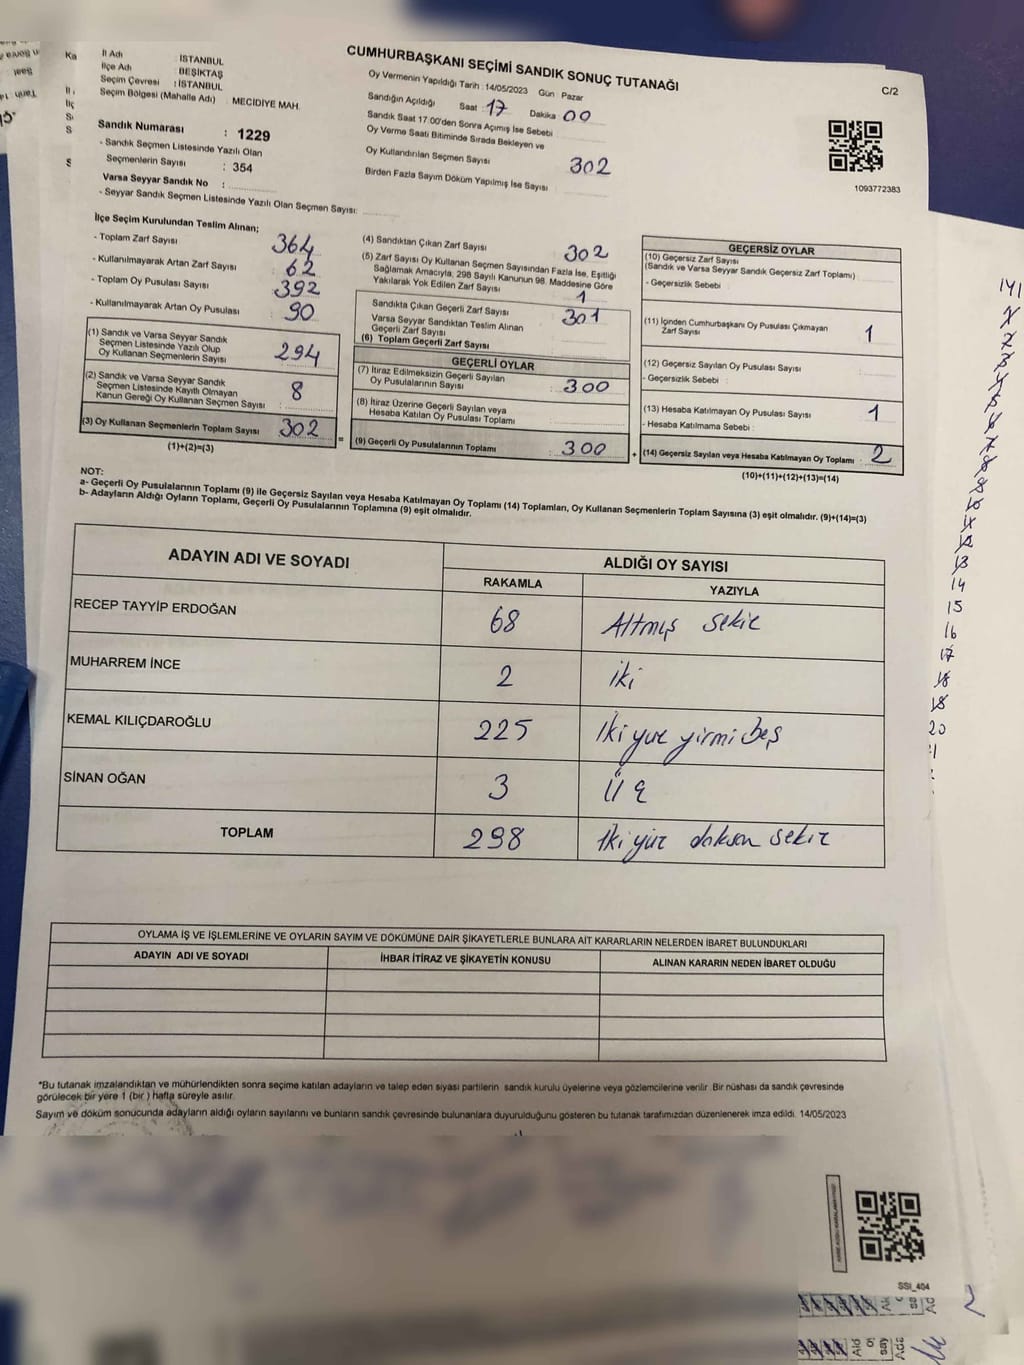 CUMHURBAŞKANI SEÇİMİ SANDIK SONUÇ TUTANAĞI
C/2
İl Adı : İSTANBUL
İlçe Adı : BEŞİKTAŞ
Seçim Çevresi : İSTANBUL
Seçim Bölgesi (Mahalle Adı) : MECİDİYE MAH.
Sandık Numarası : 1229
- Sandık Seçmen Listesinde Yazılı Olan
Seçmenlerin Sayısı : 354
Varsa Seyyar Sandık No :
- Seyyar Sandık Seçmen Listesinde Yazılı Olan Seçmen Sayısı:
Oy Vermenin Yapıldığı Tarih : 14/05/2023 Gün : Pazar
Sandığın Açıldığı Saat : 17 Dakika : 00
Sandık Saat 17:00'den Sonra Açımış İse Sebebi
Oy Verme Saati Bitiminde Sırada Bekleyen ve
Oy Kullandırılan Seçmen Sayısı 302
Birden Fazla Sayım Döküm Yapılmış İse Sayısı
1093772383
İlçe Seçim Kurulundan Teslim Alınan;
- Toplam Zarf Sayısı 364
- Kullanılmayarak Artan Zarf Sayısı 62
- Toplam Oy Pusulası Sayısı 392
- Kullanılmayarak Artan Oy Pusulası 90
(1) Sandık ve Varsa Seyyar Sandık
Seçmen Listesinde Yazılı Olup
Oy Kullanan Seçmenlerin Sayısı 294
(2) Sandık ve Varsa Seyyar Sandık
Seçmen Listesinde Kayıtlı Olmayan
Kanun Gereği Oy Kullanan Seçmen Sayısı 8
(3) Oy Kullanan Seçmenlerin Toplam Sayısı 302
(1)+(2)=(3)
(4) Sandıktan Çıkan Zarf Sayısı 302
(5) Zarf Sayısı Oy Kullanan Seçmen Sayısından Fazla İse, Eşitliği
Sağlamak Amacıyla, 298 Sayılı Kanunun 98. Maddesine Göre
Yakılarak Yok Edilen Zarf Sayısı 1
Sandıkta Çıkan Geçerli Zarf Sayısı 301
Varsa Seyyar Sandıktan Teslim Alınan
Geçerli Zarf Sayısı
(6) Toplam Geçerli Zarf Sayısı
GEÇERLİ OYLAR
(7) İtiraz Edilmeksizin Geçerli Sayılan
Oy Pusulalarının Sayısı : 300
(8) İtiraz Üzerine Geçerli Sayılan veya
Hesaba Katılan Oy Pusulası Toplamı
(9) Geçerli Oy Pusulalarının Toplamı : 300
GEÇERSİZ OYLAR
(10) Geçersiz Zarf Sayısı
(Sandık ve Varsa Seyyar Sandık Geçersiz Zarf Toplamı)
- Geçersizlik Sebebi :
(11) İçinden Cumhurbaşkanı Oy Pusulası Çıkmayan
Zarf Sayısı 1
(12) Geçersiz Sayılan Oy Pusulası Sayısı
- Geçersizlik Sebebi :
(13) Hesaba Katılmayan Oy Pusulası Sayısı 1
- Hesaba Katılmama Sebebi :
(14) Geçersiz Sayılan veya Hesaba Katılmayan Oy Toplamı : 2
(10)+(11)+(12)+(13)=(14)
NOT:
a- Geçerli Oy Pusulalarının Toplamı (9) ile Geçersiz Sayılan veya Hesaba Katılmayan Oy Toplamı (14) Toplamları, Oy Kullanan Seçmenlerin Toplam Sayısına (3) eşit olmalıdır. (9)+(14)=(3)
b- Adayların Aldığı Oyların Toplamı, Geçerli Oy Pusulalarının Toplamına (9) eşit olmalıdır.
ADAYIN ADI VE SOYADI ALDIĞI OY SAYISI
RAKAMLA YAZIYLA
RECEP TAYYİP ERDOĞAN 68 Altmış sekiz
MUHARREM İNCE 2 iki
KEMAL KILIÇDAROĞLU 225 İkiyüz yirmi beş
SİNAN OĞAN 3 Üç
TOPLAM 298 İkiyüz doksan sekiz
OYLAMA İŞ VE İŞLEMLERİNE VE OYLARIN SAYIM VE DÖKÜMÜNE DAİR ŞİKAYETLERLE BUNLARA AİT KARARLARIN NELERDEN İBARET BULUNDUKLARI
ADAYIN ADI VE SOYADI İHBAR İTİRAZ VE ŞİKAYETİN KONUSU ALINAN KARARIN NEDEN İBARET OLDUĞU
*Bu tutanak imzalandıktan ve mühürlendikten sonra seçime katılan adayların ve talep eden siyasi partilerin sandık kurulu üyelerine veya gözlemcilerine verilir. Bir nüshası da sandık çevresinde
görülecek bir yere 1 (bir) hafta süreyle asılır.
Sayım ve döküm sonucunda adayların aldığı oyların sayılarını ve bunların sandık çevresinde bulunanlara duyurulduğunu gösteren bu tutanak tarafımızdan düzenlenerek imza edildi. 14/05/2023
SSİ_404
141
13
14
15
16
17
18
20